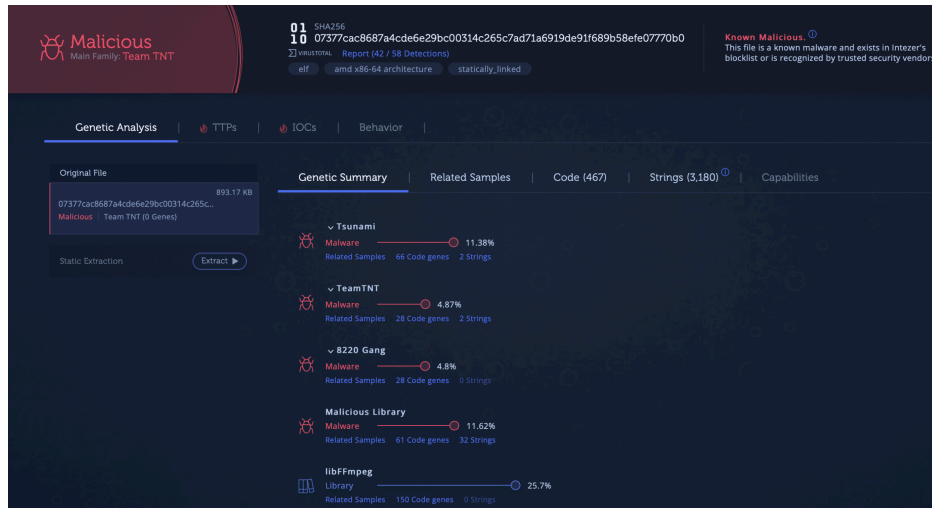 Malicious
Main Family: Team TNT
01
10
SHA256
07377cac8687a4cde6e29bc00314c265c7ad71a6919de91f689b58efe07770b0
VIRUSTOTAL Report (42 / 58 Detections)
elf amd x86-64 architecture statically_linked
Known Malicious.
This file is a known malware and exists in Intezer's
blocklist or is recognized by trusted security vendors
Genetic Analysis | TTPs | IOCs | Behavior |
Original File
893.17 KB
07377cac8687a4cde6e29bc00314c265c...
Malicious | Team TNT (0 Genes)
Static Extraction Extract
Genetic Summary | Related Samples | Code (467) | Strings (3,180) | Capabilities
Tsunami
Malware 11.38%
Related Samples 66 Code genes 2 Strings
TeamTNT
Malware 4.87%
Related Samples 28 Code genes 2 Strings
8220 Gang
Malware 4.8%
Related Samples 28 Code genes 0 Strings
Malicious Library
Malware 11.62%
Related Samples 61 Code genes 32 Strings
libFFmpeg
Library 25.7%
Related Samples 150 Code genes 0 Strings